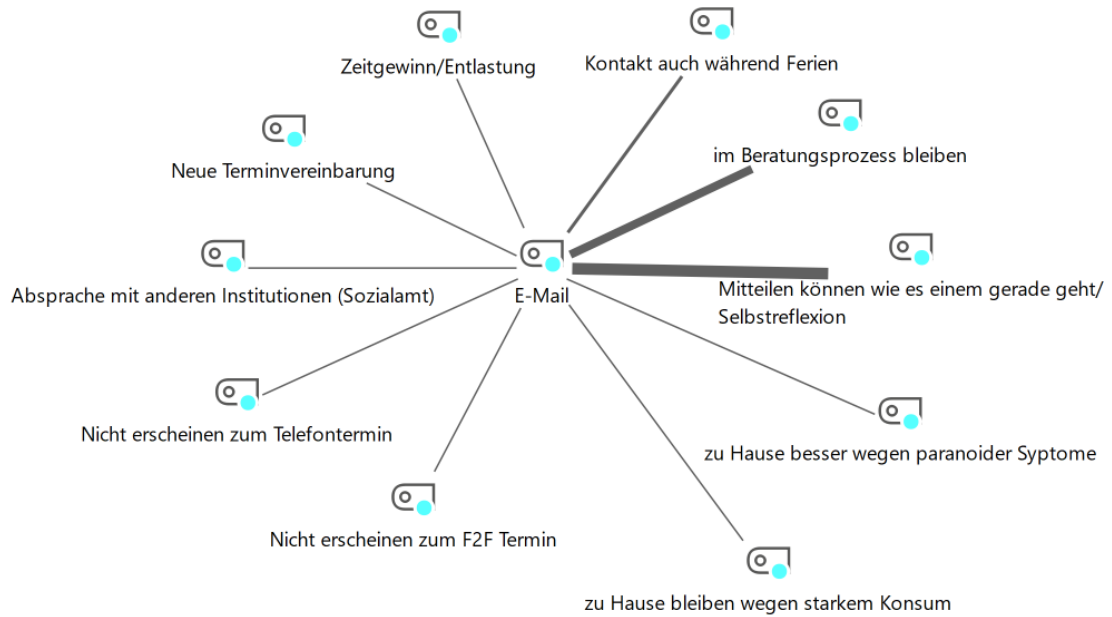 Zeitgewinn/Entlastung
Kontakt auch während Ferien
im Beratungsprozess bleiben
Neue Terminvereinbarung
Absprache mit anderen Institutionen (Sozialamt)
E-Mail
Mitteilen können wie es einem gerade geht/
Selbstreflexion
Nicht erscheinen zum Telefontermin
zu Hause besser wegen paranoider Syptome
Nicht erscheinen zum F2F Termin
zu Hause bleiben wegen starkem Konsum